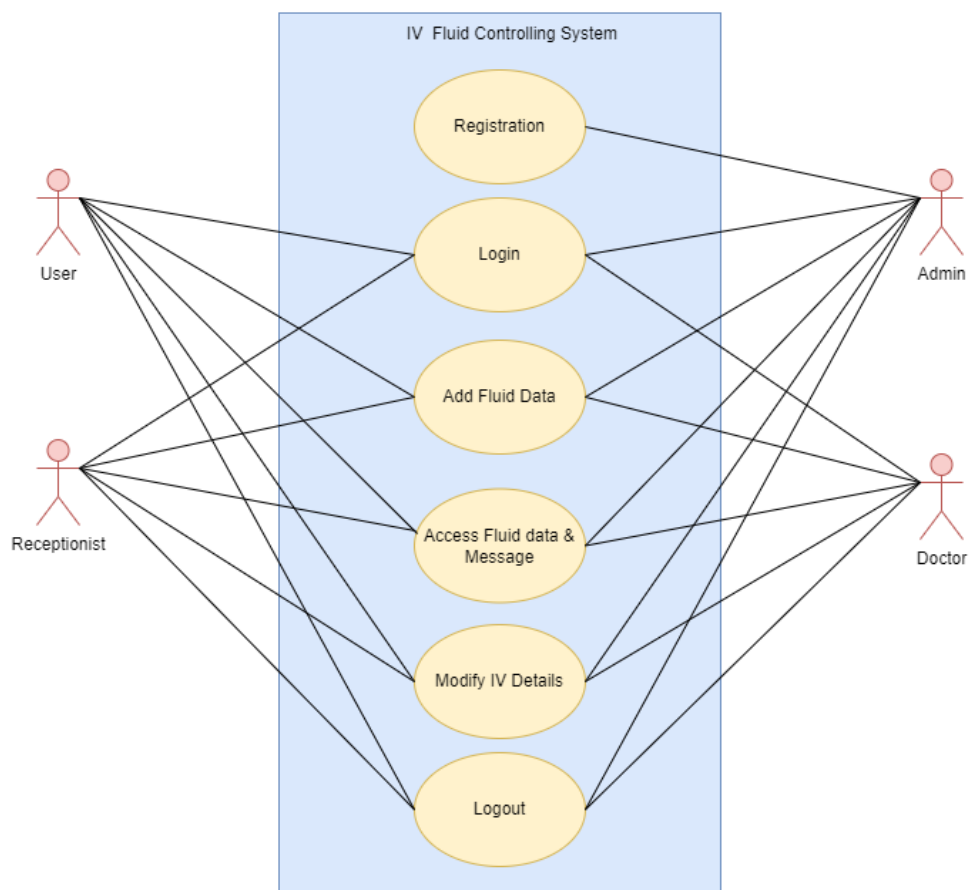 IV  Fluid Controlling System
Registration
User
Login
Admin
Add Fluid Data
Receptionist
Access Fluid data &
Message
Doctor
Modify IV Details
Logout